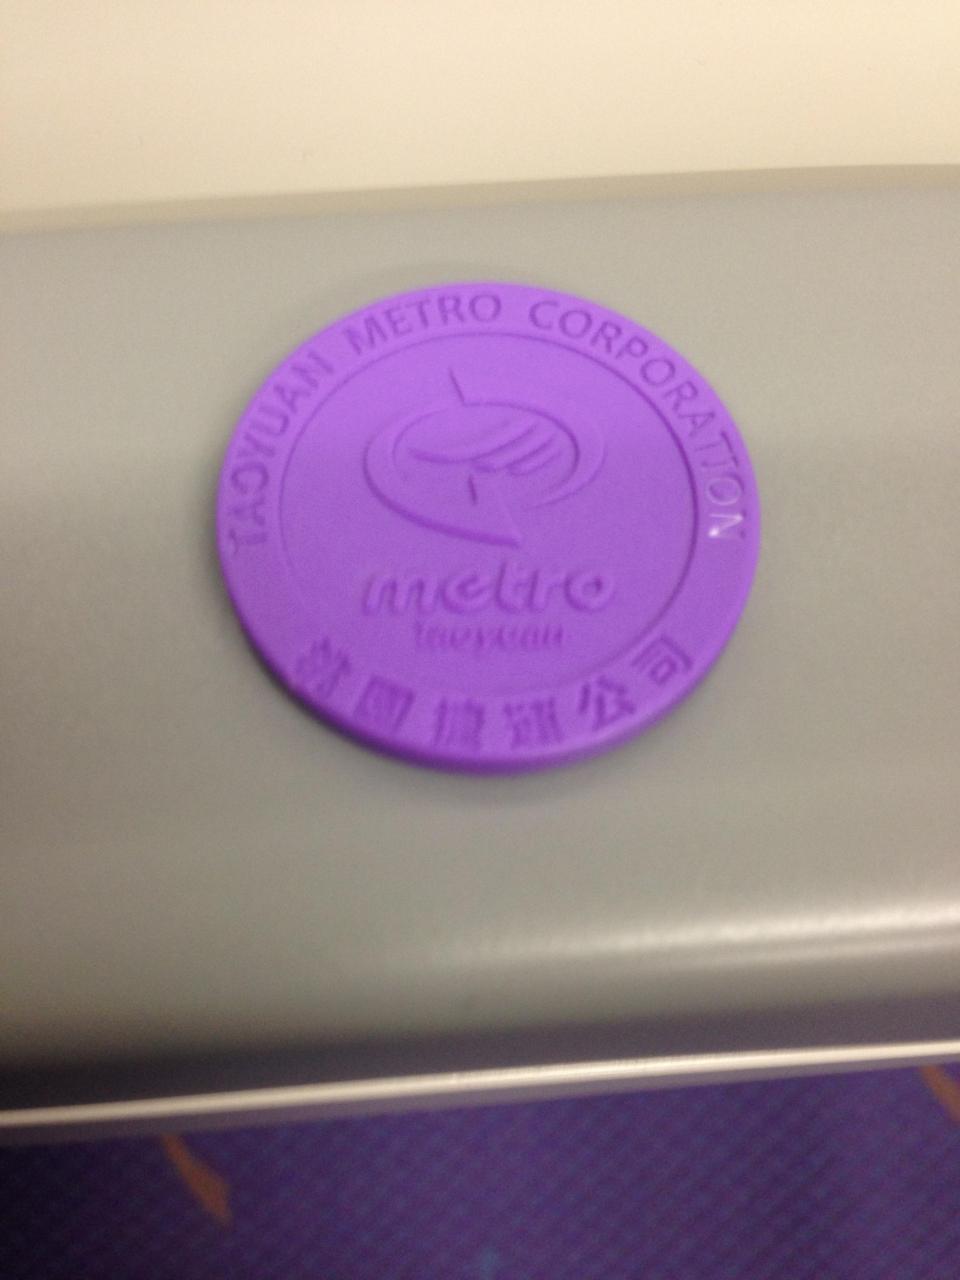 TAOYUAN METRO CORPORATION
metro
taoyuan
桃園捷運公司